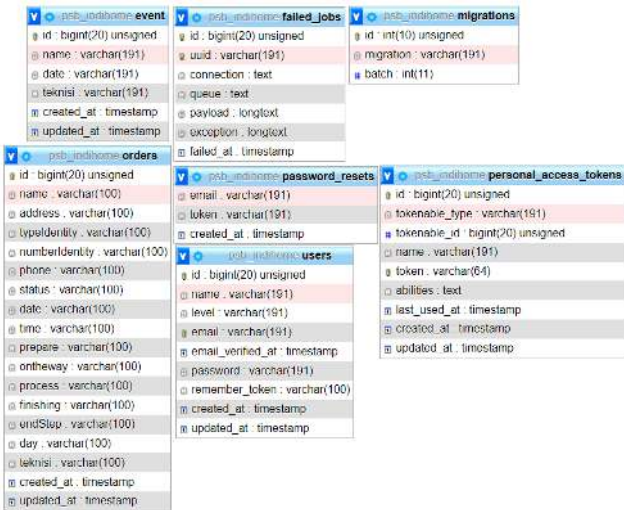 psb_indihome event
id : bigint(20) unsigned
name : varchar(191)
date : varchar(191)
teknisi : varchar(191)
created_at : timestamp
updated_at : timestamp
psb_indihome failed_jobs
id : bigint(20) unsigned
uuid : varchar(191)
connection : text
queue : text
payload : longtext
exception : longtext
failed_at : timestamp
psb_indihome migrations
id : int(10) unsigned
migration : varchar(191)
batch : int(11)
psb_indihome orders
id : bigint(20) unsigned
name : varchar(100)
address : varchar(100)
typeIdentity : varchar(100)
numberIdentity : varchar(100)
phone : varchar(100)
status : varchar(100)
date : varchar(100)
time : varchar(100)
prepare : varchar(100)
ontheway : varchar(100)
process : varchar(100)
finishing : varchar(100)
endStep : varchar(100)
day : varchar(100)
teknisi : varchar(100)
created_at : timestamp
updated_at : timestamp
psb_indihome password_resets
email : varchar(191)
token : varchar(191)
created_at : timestamp
psb_indihome users
id : bigint(20) unsigned
name : varchar(191)
level : varchar(191)
email : varchar(191)
email_verified_at : timestamp
password : varchar(191)
remember_token : varchar(100)
created_at : timestamp
updated_at : timestamp
psb_indihome personal_access_tokens
id : bigint(20) unsigned
tokenable_type : varchar(191)
tokenable_id : bigint(20) unsigned
name : varchar(191)
token : varchar(64)
abilities : text
last_used_at : timestamp
created_at : timestamp
updated_at : timestamp